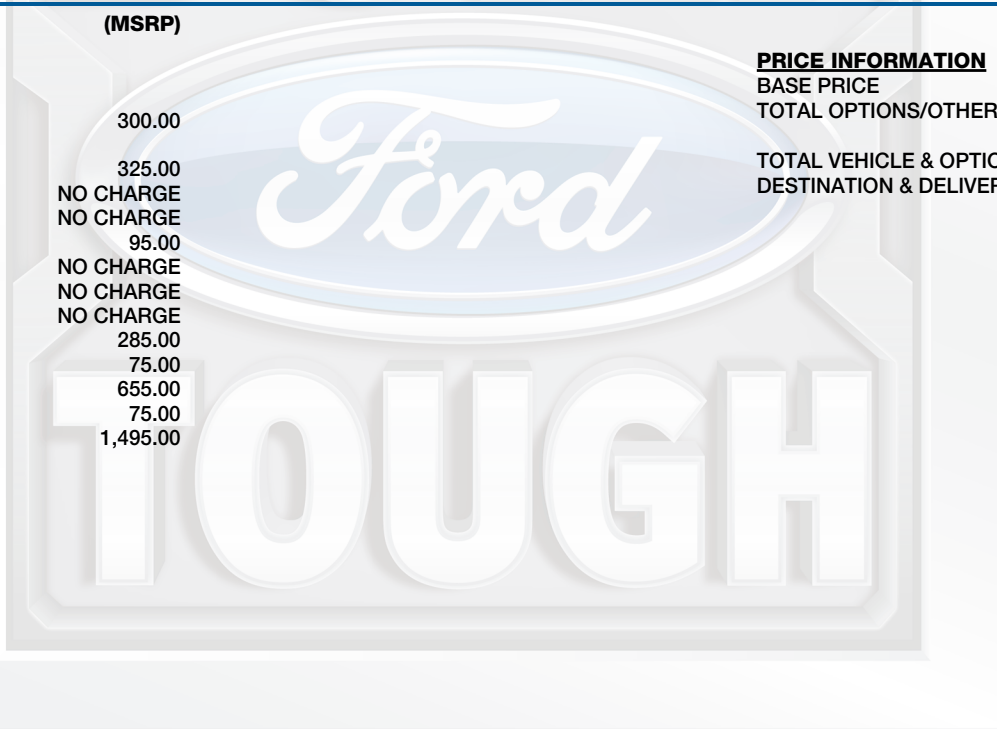 (MSRP)
300.00
325.00
NO CHARGE
NO CHARGE
95.00
NO CHARGE
NO CHARGE
NO CHARGE
285.00
75.00
655.00
75.00
1,495.00
PRICE INFORMATION
BASE PRICE
TOTAL OPTIONS/OTHER
TOTAL VEHICLE & OPTIO
DESTINATION & DELIVER
Ford
TOUGH